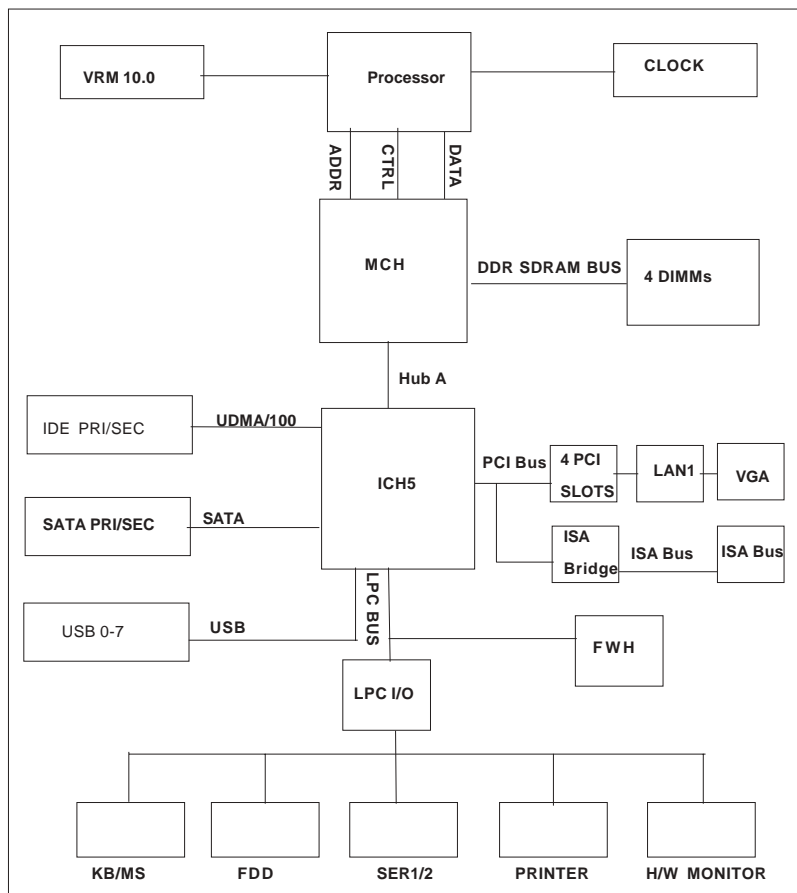 VRM 10.0
Processor
CLOCK
ADDR
CTRL
DATA
MCH
DDR SDRAM BUS
4 DIMMs
Hub A
IDE PRI/SEC
UDMA/100
ICH5
PCI Bus
4 PCI
SLOTS
LAN1
VGA
SATA PRI/SEC
SATA
ISA
Bridge
ISA Bus
ISA Bus
USB 0-7
USB
LPC BUS
FWH
LPC I/O
KB/MS
FDD
SER1/2
PRINTER
H/W MONITOR